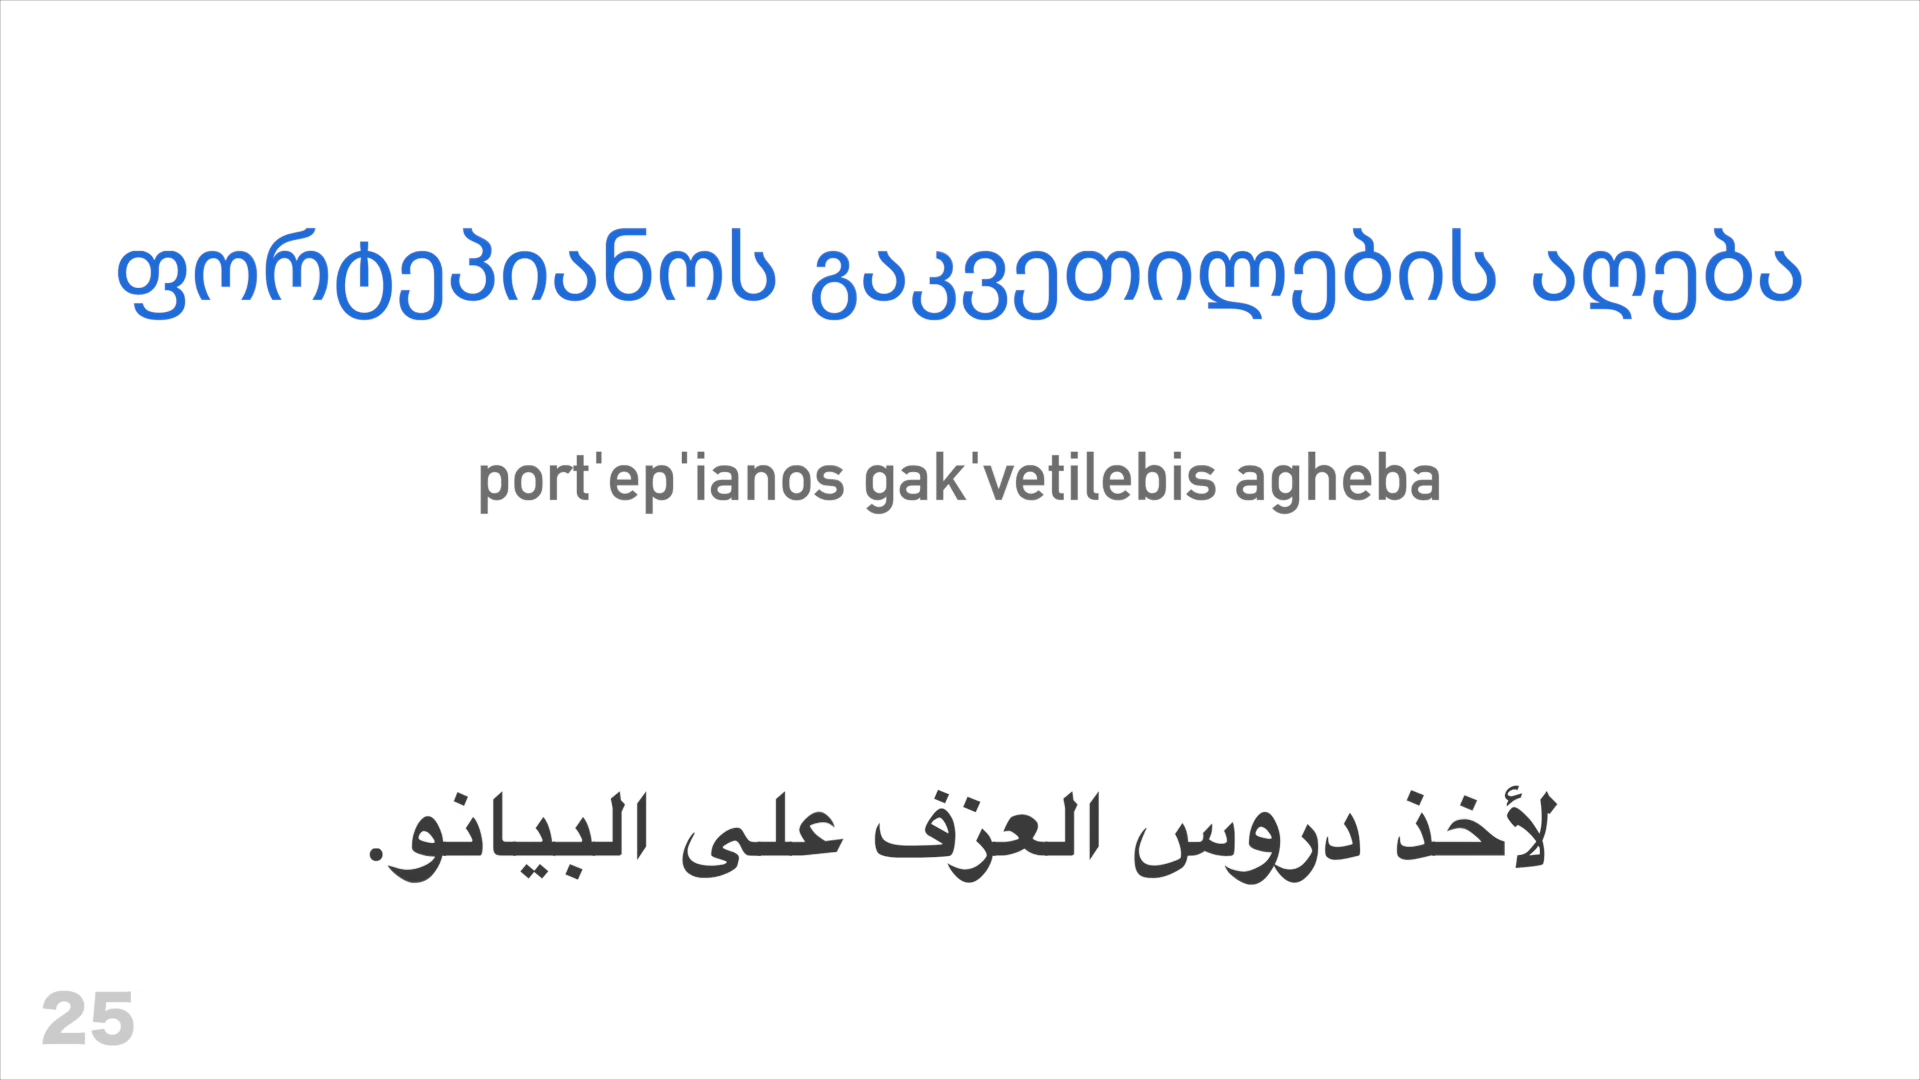 ფორტეპიანოს გაკვეთილების აღება
port'ep'ianos gak'vetilebis agheba
لأخذ دروس العزف على البيانو.
25